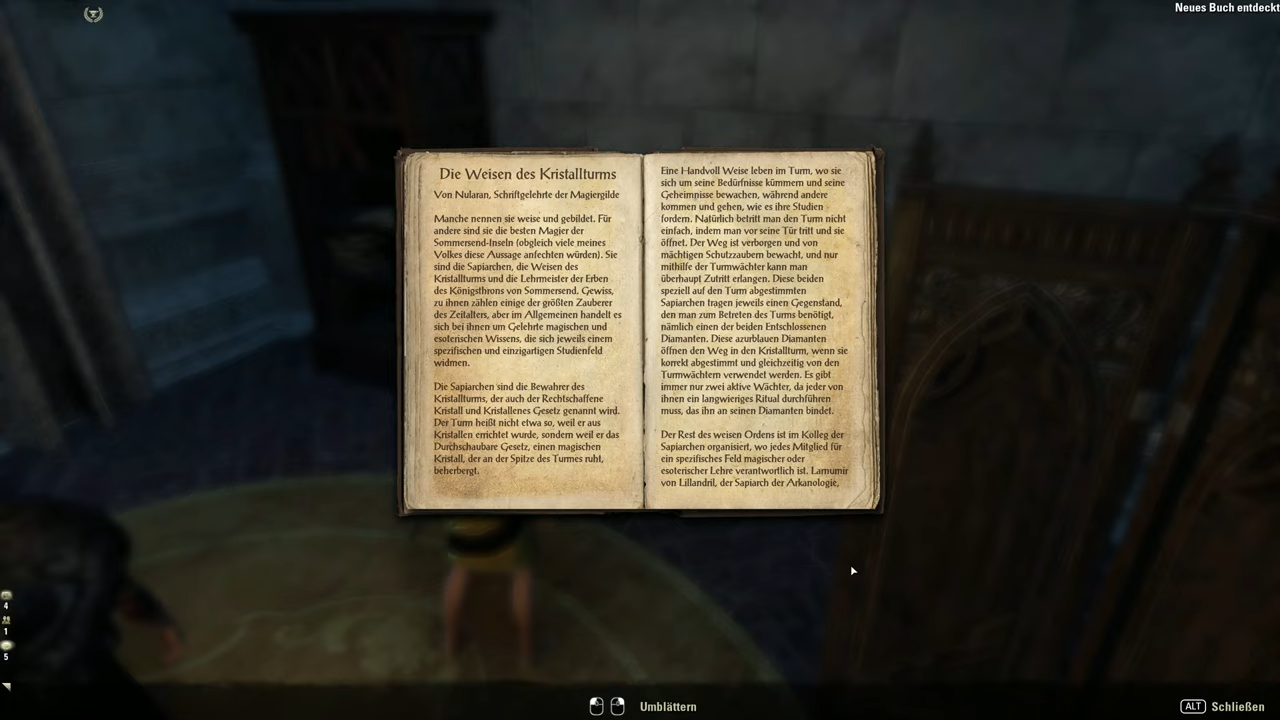 Neues Buch entdeckt
Die Weisen des Kristallturms
Von Nularan, Schriftgelehrte der Magiergilde
Manche nennen sie weise und gebildet. Für
andere sind sie die besten Magier der
Sommersend-Inseln (obgleich viele meines
Volkes diese Aussage anfechten würden). Sie
sind die Sapiarchen, die Weisen des
Kristallturms und die Lehrmeister der Erben
des Königsthrons von Sommersend. Gewiss,
zu ihnen zählen einige der größten Zauberer
des Zeitalters, aber im Allgemeinen handelt es
sich bei ihnen um Gelehrte magischen und
esoterischen Wissens, die sich jeweils einem
spezifischen und einzigartigen Studienfeld
widmen.
Die Sapiarchen sind die Bewahrer des
Kristallturms, der auch der Rechtschaffene
Kristall und Kristallenes Gesetz genannt wird.
Der Turm heißt nicht etwa so, weil er aus
Kristallen errichtet wurde, sondern weil er das
Durchschaubare Gesetz, einen magischen
Kristall, der an der Spitze des Turmes ruht,
beherbergt.
Eine Handvoll Weise leben im Turm, wo sie
sich um seine Bedürfnisse kümmern und seine
Geheimnisse bewachen, während andere
kommen und gehen, wie es ihre Studien
fordern. Natürlich betritt man den Turm nicht
einfach, indem man vor seine Tür tritt und sie
öffnet. Der Weg ist verborgen und von
mächtigen Schutzzaubern bewacht, und nur
mithilfe der Turmwächter kann man
überhaupt Zutritt erlangen. Diese beiden
speziell auf den Turm abgestimmten
Sapiarchen tragen jeweils einen Gegenstand,
den man zum Betreten des Turms benötigt,
nämlich einen der beiden Entschlossenen
Diamanten. Diese azurblauen Diamanten
öffnen den Weg in den Kristallturm, wenn sie
korrekt abgestimmt und gleichzeitig von den
Turmwächtern verwendet werden. Es gibt
immer nur zwei aktive Wächter, da jeder von
ihnen ein langwieriges Ritual durchführen
muss, das ihn an seinen Diamanten bindet.
Der Rest des weisen Ordens ist im Kolleg der
Sapiarchen organisiert, wo jedes Mitglied für
ein spezifisches Feld magischer oder
esoterischer Lehre verantwortlich ist. Larnumir
von Lillandril, der Sapiarch der Arkanologie,
4
1
5
Umblättern
ALT Schließen